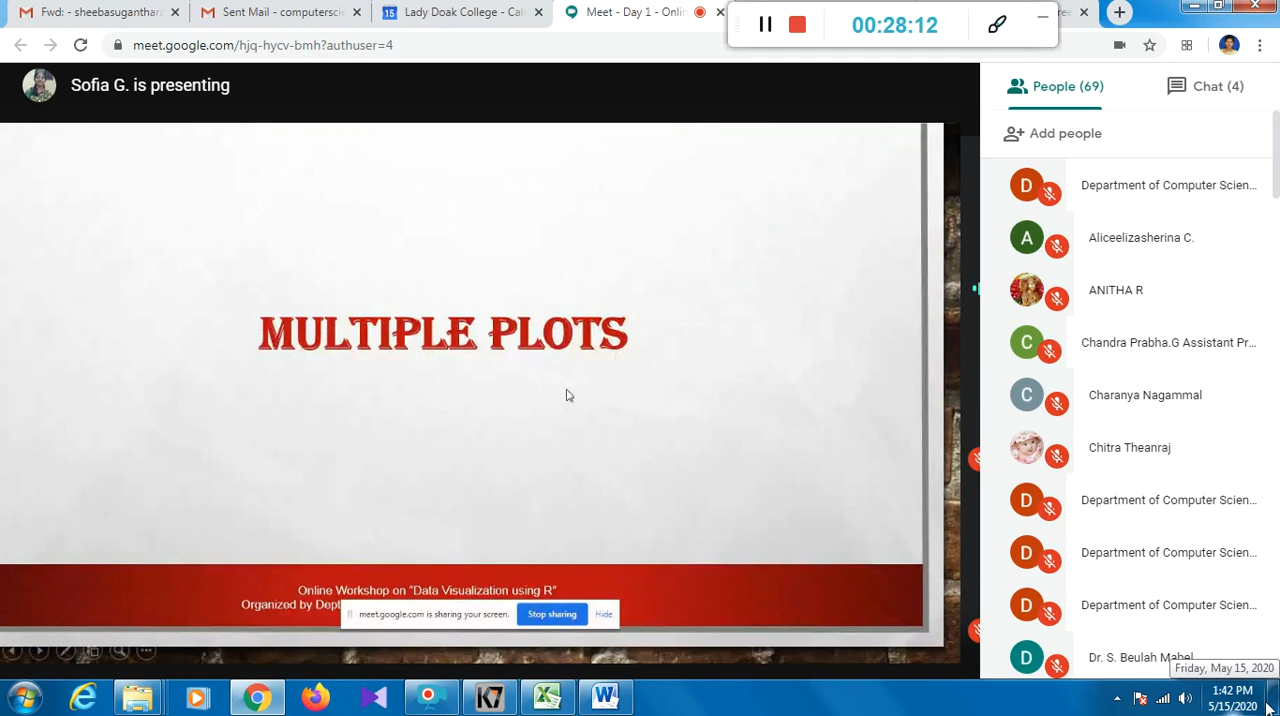 Fwd: - sheebasuganthar
Sent Mail - computersci
Lady Doak College - Cale
Meet - Day 1 - Onli
00:28:12
meet.google.com/hjq-hycv-bmh?authuser=4
Sofia G. is presenting
People (69)
Chat (4)
Add people
Department of Computer Scien...
Aliceelizasherina C.
ANITHA R
Chandra Prabha.G Assistant Pr...
Charanya Nagammal
Chitra Theanraj
Department of Computer Scien...
Department of Computer Scien...
Department of Computer Scien...
Dr. S. Beulah Mabel
MULTIPLE PLOTS
Online Workshop on "Data Visualization using R"
Organized by Dept
meet.google.com is sharing your screen.
Stop sharing
Hide
Friday, May 15, 2020
1:42 PM
5/15/2020